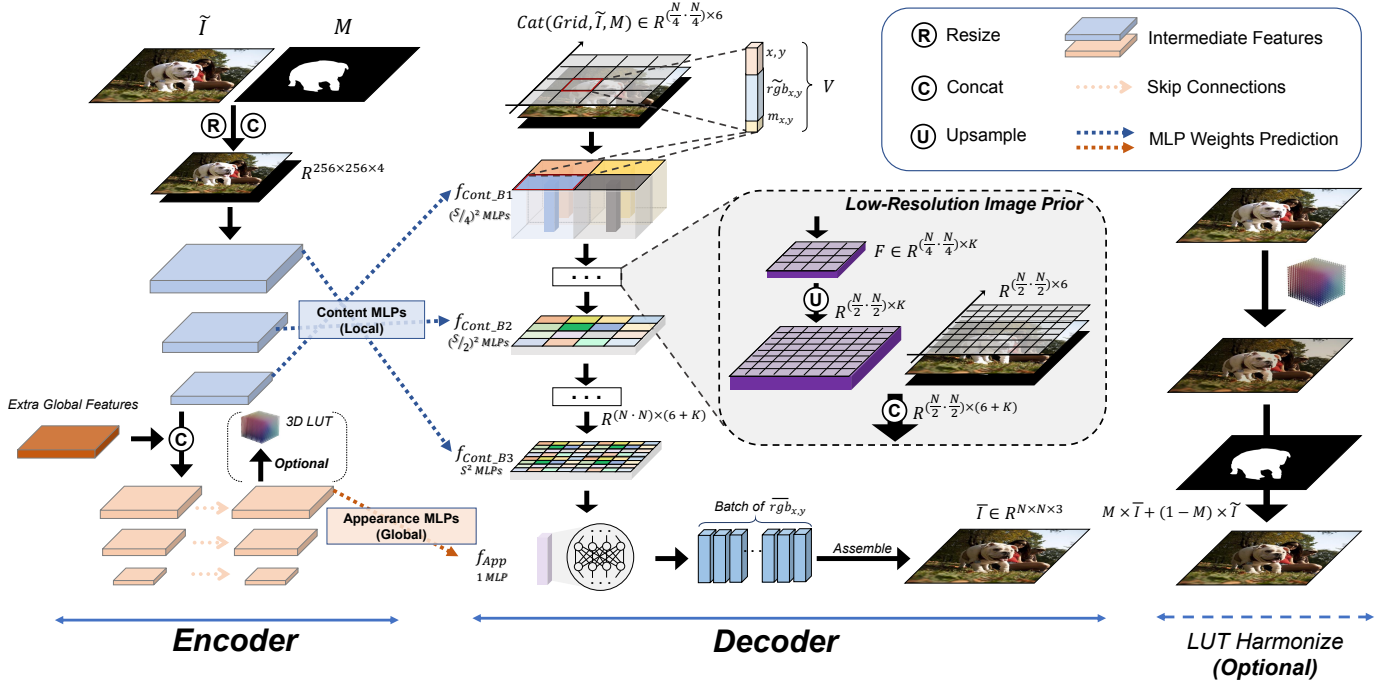 Ĩ
M
R
C
R^{256×256×4}
Extra Global Features
C
3D LUT
Optional
Content MLPs
(Local)
Appearance MLPs
(Global)
Encoder
Cat(Grid, Ĩ, M) ∈ R^{(N/4 · N/4)×6}
x, y
r͠gb_{x,y}
m_{x,y}
V
f_{Cont_B1}
(S/4)² MLPs
. . .
f_{Cont_B2}
(S/2)² MLPs
. . .
R^{(N · N)×(6+K)}
f_{Cont_B3}
S² MLPs
f_{App}
1 MLP
Batch of r̅g̅b̅_{x,y}
...
Assemble
I̅ ∈ R^{N×N×3}
Decoder
Low-Resolution Image Prior
F ∈ R^{(N/4 · N/4)×K}
U
R^{(N/2 · N/2)×K}
R^{(N/2 · N/2)×6}
C
R^{(N/2 · N/2)×(6+K)}
R Resize
C Concat
U Upsample
Intermediate Features
Skip Connections
MLP Weights Prediction
M × I̅ + (1 − M) × Ĩ
LUT Harmonize
(Optional)